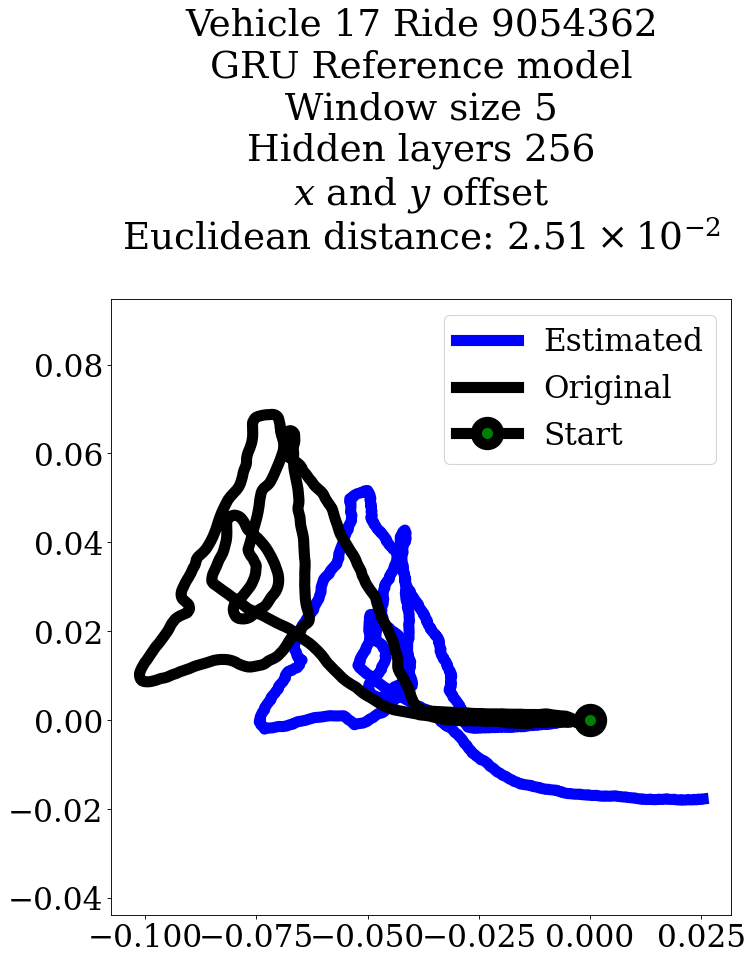 Vehicle 17 Ride 9054362
GRU Reference model
Window size 5
Hidden layers 256
x and y offset
Euclidean distance: 2.51 × 10⁻²
Estimated
Original
Start
0.08
0.06
0.04
0.02
0.00
−0.02
−0.04
−0.100 −0.075 −0.050 −0.025 0.000 0.025